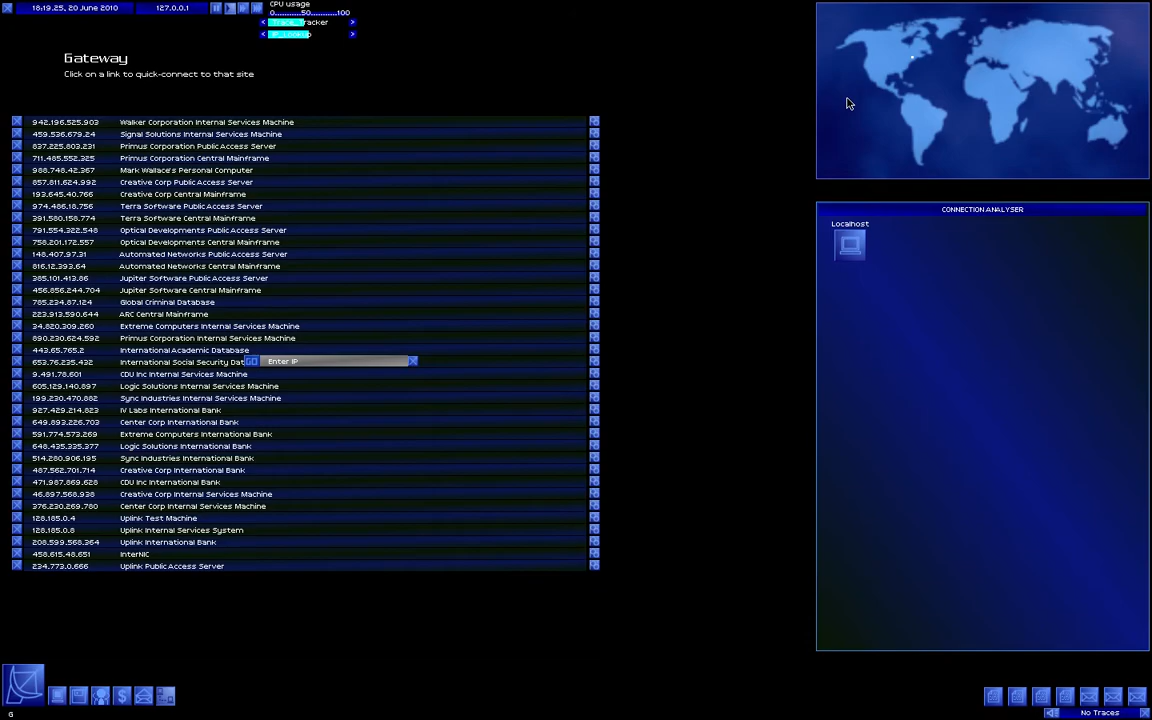 18:19.25, 20 June 2010
127.0.0.1
CPU usage
0..........50..........100
Trace_Tracker
IP_Lookup
Gateway
Click on a link to quick-connect to that site
942.196.525.903 Walker Corporation Internal Services Machine
459.536.679.24 Signal Solutions Internal Services Machine
837.225.803.231 Primus Corporation Public Access Server
711.485.552.325 Primus Corporation Central Mainframe
988.748.42.367 Mark Wallace's Personal Computer
857.811.624.992 Creative Corp Public Access Server
193.645.40.766 Creative Corp Central Mainframe
974.486.18.756 Terra Software Public Access Server
391.580.158.774 Terra Software Central Mainframe
791.554.322.548 Optical Developments Public Access Server
758.201.172.557 Optical Developments Central Mainframe
148.407.97.31 Automated Networks Public Access Server
816.12.393.64 Automated Networks Central Mainframe
385.101.413.86 Jupiter Software Public Access Server
456.856.244.704 Jupiter Software Central Mainframe
785.234.87.124 Global Criminal Database
223.913.590.644 ARC Central Mainframe
34.820.309.260 Extreme Computers Internal Services Machine
890.230.624.592 Primus Corporation Internal Services Machine
443.65.765.2 International Academic Database
653.76.235.432 International Social Security Dat
GO Enter IP
9.491.78.601 CDU Inc Internal Services Machine
605.129.140.897 Logic Solutions Internal Services Machine
199.230.470.882 Sync Industries Internal Services Machine
927.429.214.823 IV Labs International Bank
649.893.226.703 Center Corp International Bank
591.774.573.269 Extreme Computers International Bank
648.435.335.377 Logic Solutions International Bank
514.280.906.195 Sync Industries International Bank
487.562.701.714 Creative Corp International Bank
471.987.869.628 CDU Inc International Bank
46.897.568.938 Creative Corp Internal Services Machine
376.230.269.780 Center Corp Internal Services Machine
128.185.0.4 Uplink Test Machine
128.185.0.8 Uplink Internal Services System
208.599.568.364 Uplink International Bank
458.615.48.651 InterNIC
234.773.0.666 Uplink Public Access Server
CONNECTION ANALYSER
Localhost
G
No Traces